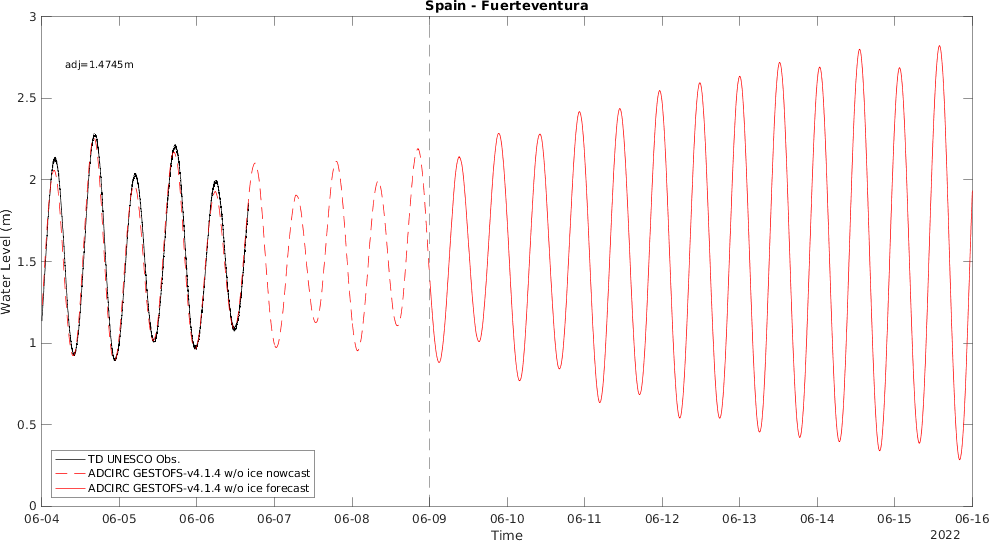 Spain - Fuerteventura
adj=1.4745m
3
2.5
2
1.5
1
0.5
0
Water Level (m)
TD UNESCO Obs.
ADCIRC GESTOFS-v4.1.4 w/o ice nowcast
ADCIRC GESTOFS-v4.1.4 w/o ice forecast
06-04 06-05 06-06 06-07 06-08 06-09 06-10 06-11 06-12 06-13 06-14 06-15 06-16
Time
2022